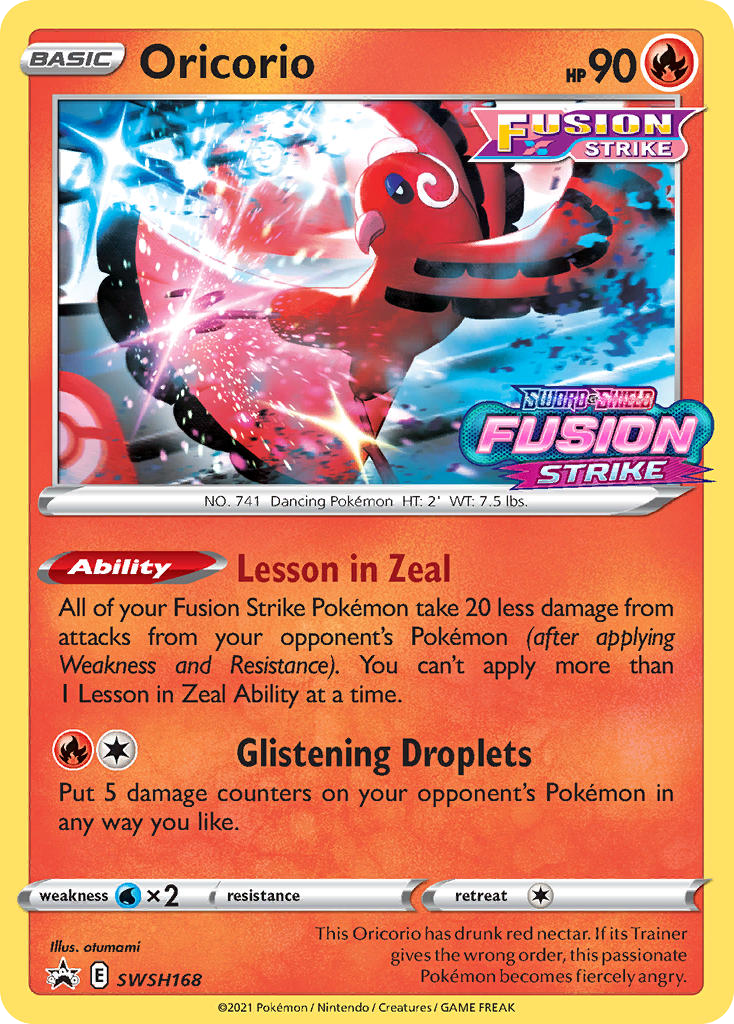 BASIC Oricorio HP 90
FUSION
STRIKE
SWORD & SHIELD
FUSION
STRIKE
NO. 741 Dancing Pokémon HT: 2' WT: 7.5 lbs.
Ability Lesson in Zeal
All of your Fusion Strike Pokémon take 20 less damage from
attacks from your opponent's Pokémon (after applying
Weakness and Resistance). You can't apply more than
1 Lesson in Zeal Ability at a time.
Glistening Droplets
Put 5 damage counters on your opponent's Pokémon in
any way you like.
weakness ×2 resistance retreat
Illus. otumami
This Oricorio has drunk red nectar. If its Trainer
gives the wrong order, this passionate
Pokémon becomes fiercely angry.
E SWSH168
©2021 Pokémon / Nintendo / Creatures / GAME FREAK